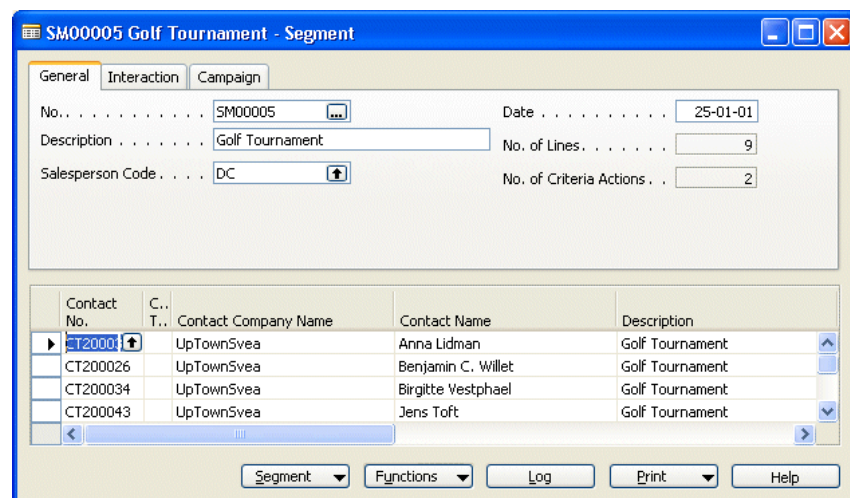 SM00005 Golf Tournament - Segment
General Interaction Campaign
No.. . . . . . . . . . . . SM00005 ... Date . . . . . . . . . . 25-01-01
Description . . . . . . . Golf Tournament No. of Lines. . . . . . . 9
Salesperson Code. . . . DC No. of Criteria Actions . . 2
Contact No. C.. T.. Contact Company Name Contact Name Description
UpTownSvea Anna Lidman Golf Tournament
CT200026 UpTownSvea Benjamin C. Willet Golf Tournament
CT200034 UpTownSvea Birgitte Vestphael Golf Tournament
CT200043 UpTownSvea Jens Toft Golf Tournament
Segment Functions Log Print Help